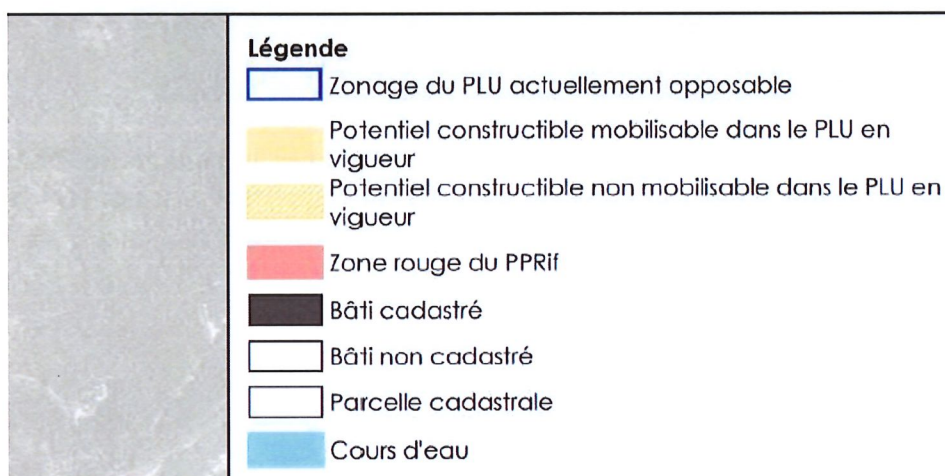 Légende
Zonage du PLU actuellement opposable
Potentiel constructible mobilisable dans le PLU en
vigueur
Potentiel constructible non mobilisable dans le PLU en
vigueur
Zone rouge du PPRif
Bâti cadastré
Bâti non cadastré
Parcelle cadastrale
Cours d'eau